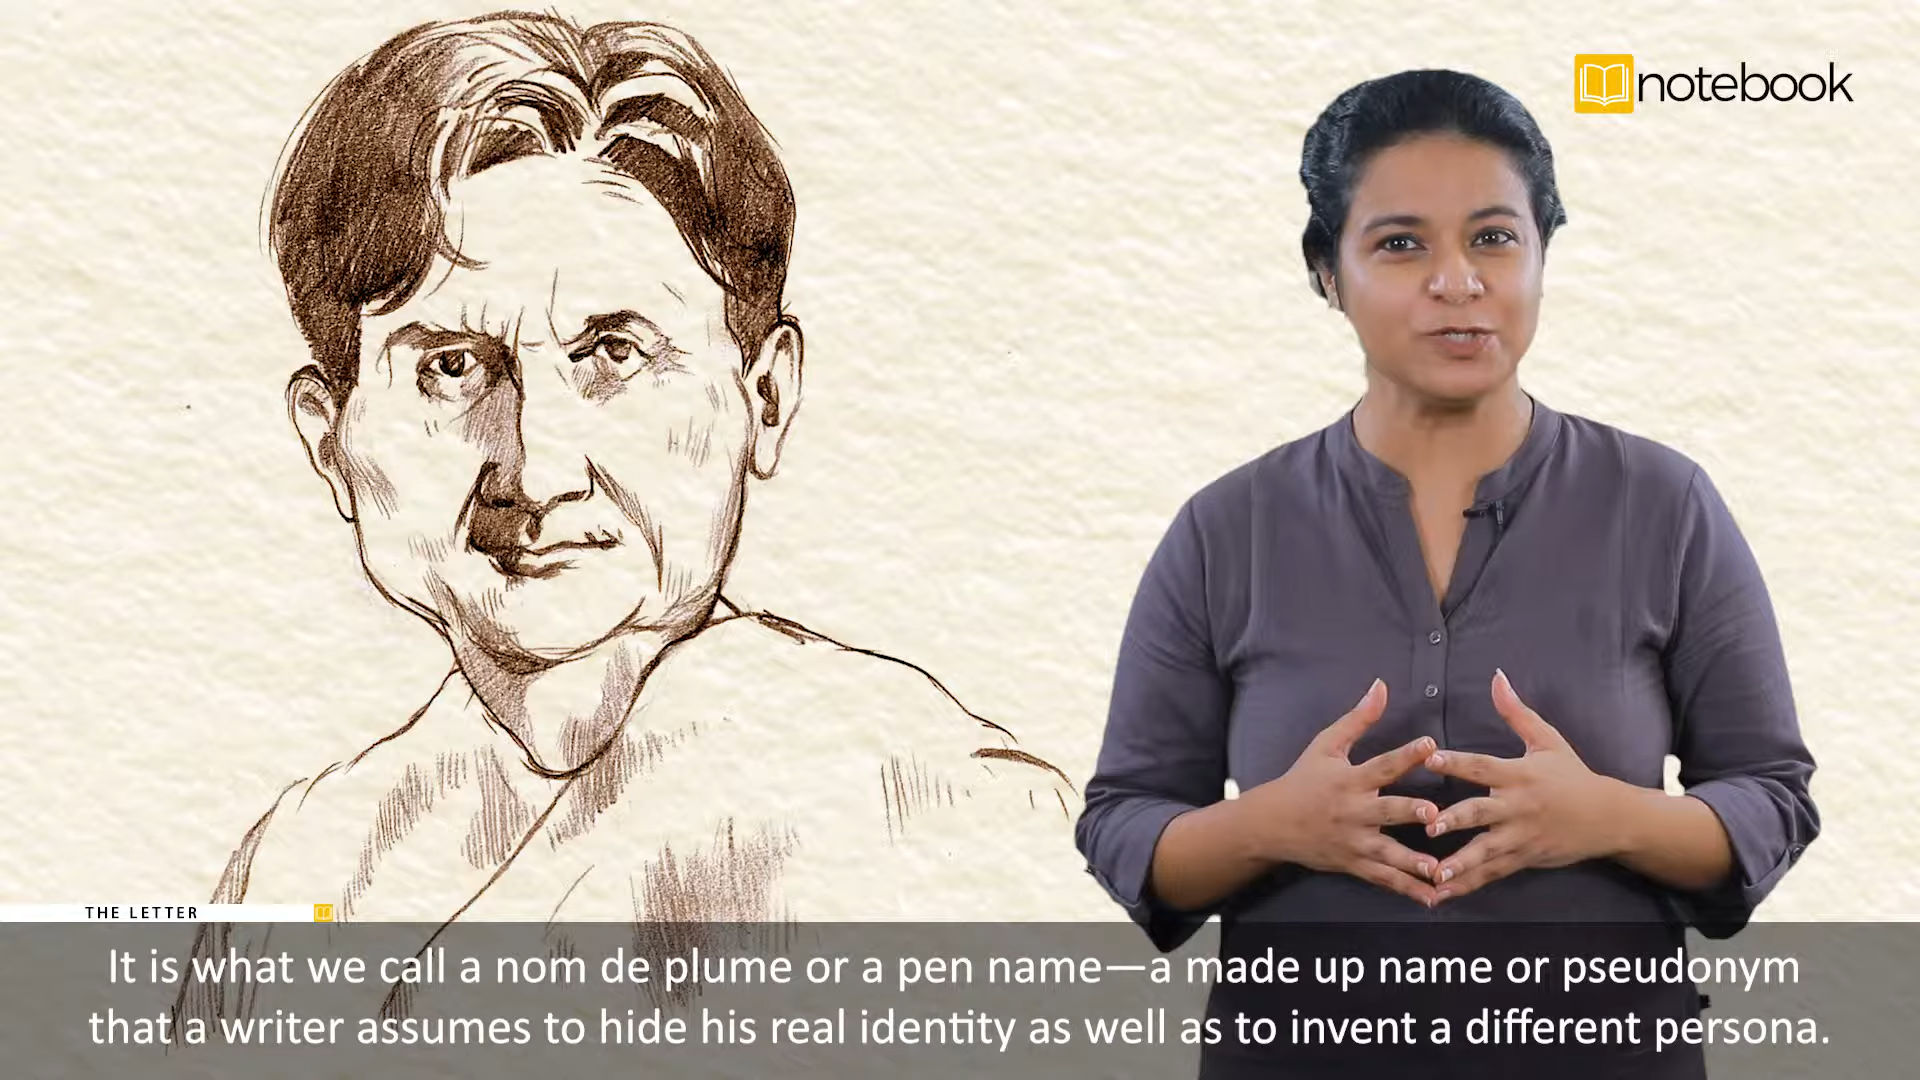 notebook
THE LETTER
It is what we call a nom de plume or a pen name—a made up name or pseudonym
that a writer assumes to hide his real identity as well as to invent a different persona.